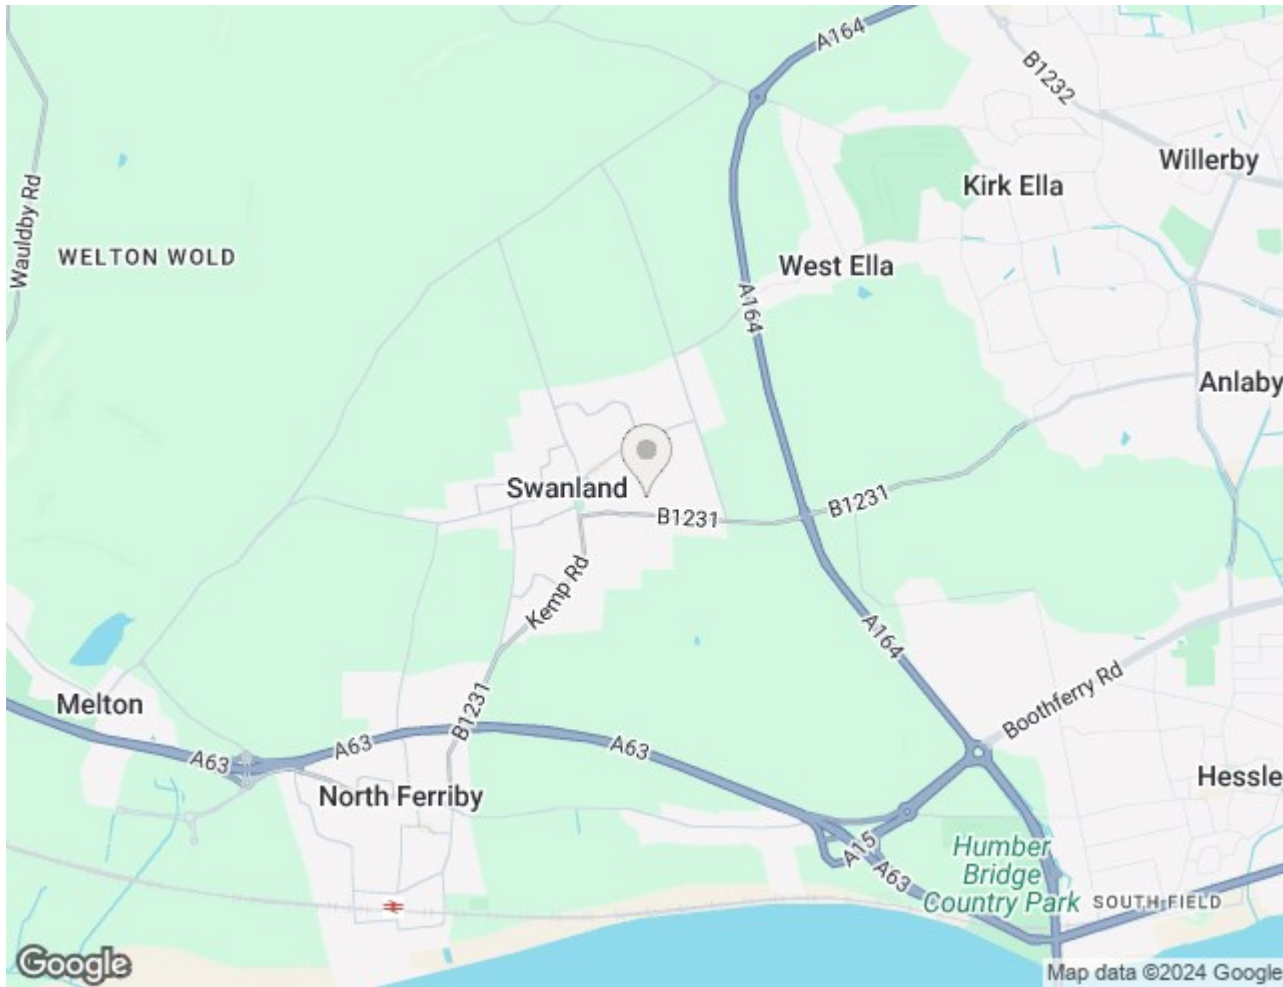 A164
B1232
Willerby
Kirk Ella
Wauldby Rd
WELTON WOLD
West Ella
A164
Anlaby
Swanland
B1231
B1231
Kemp Rd
A164
Boothferry Rd
Melton
B1231
A63
A63
A63
Hessle
North Ferriby
A15
A63
Humber
Bridge
Country Park
SOUTH FIELD
Google
Map data ©2024 Google